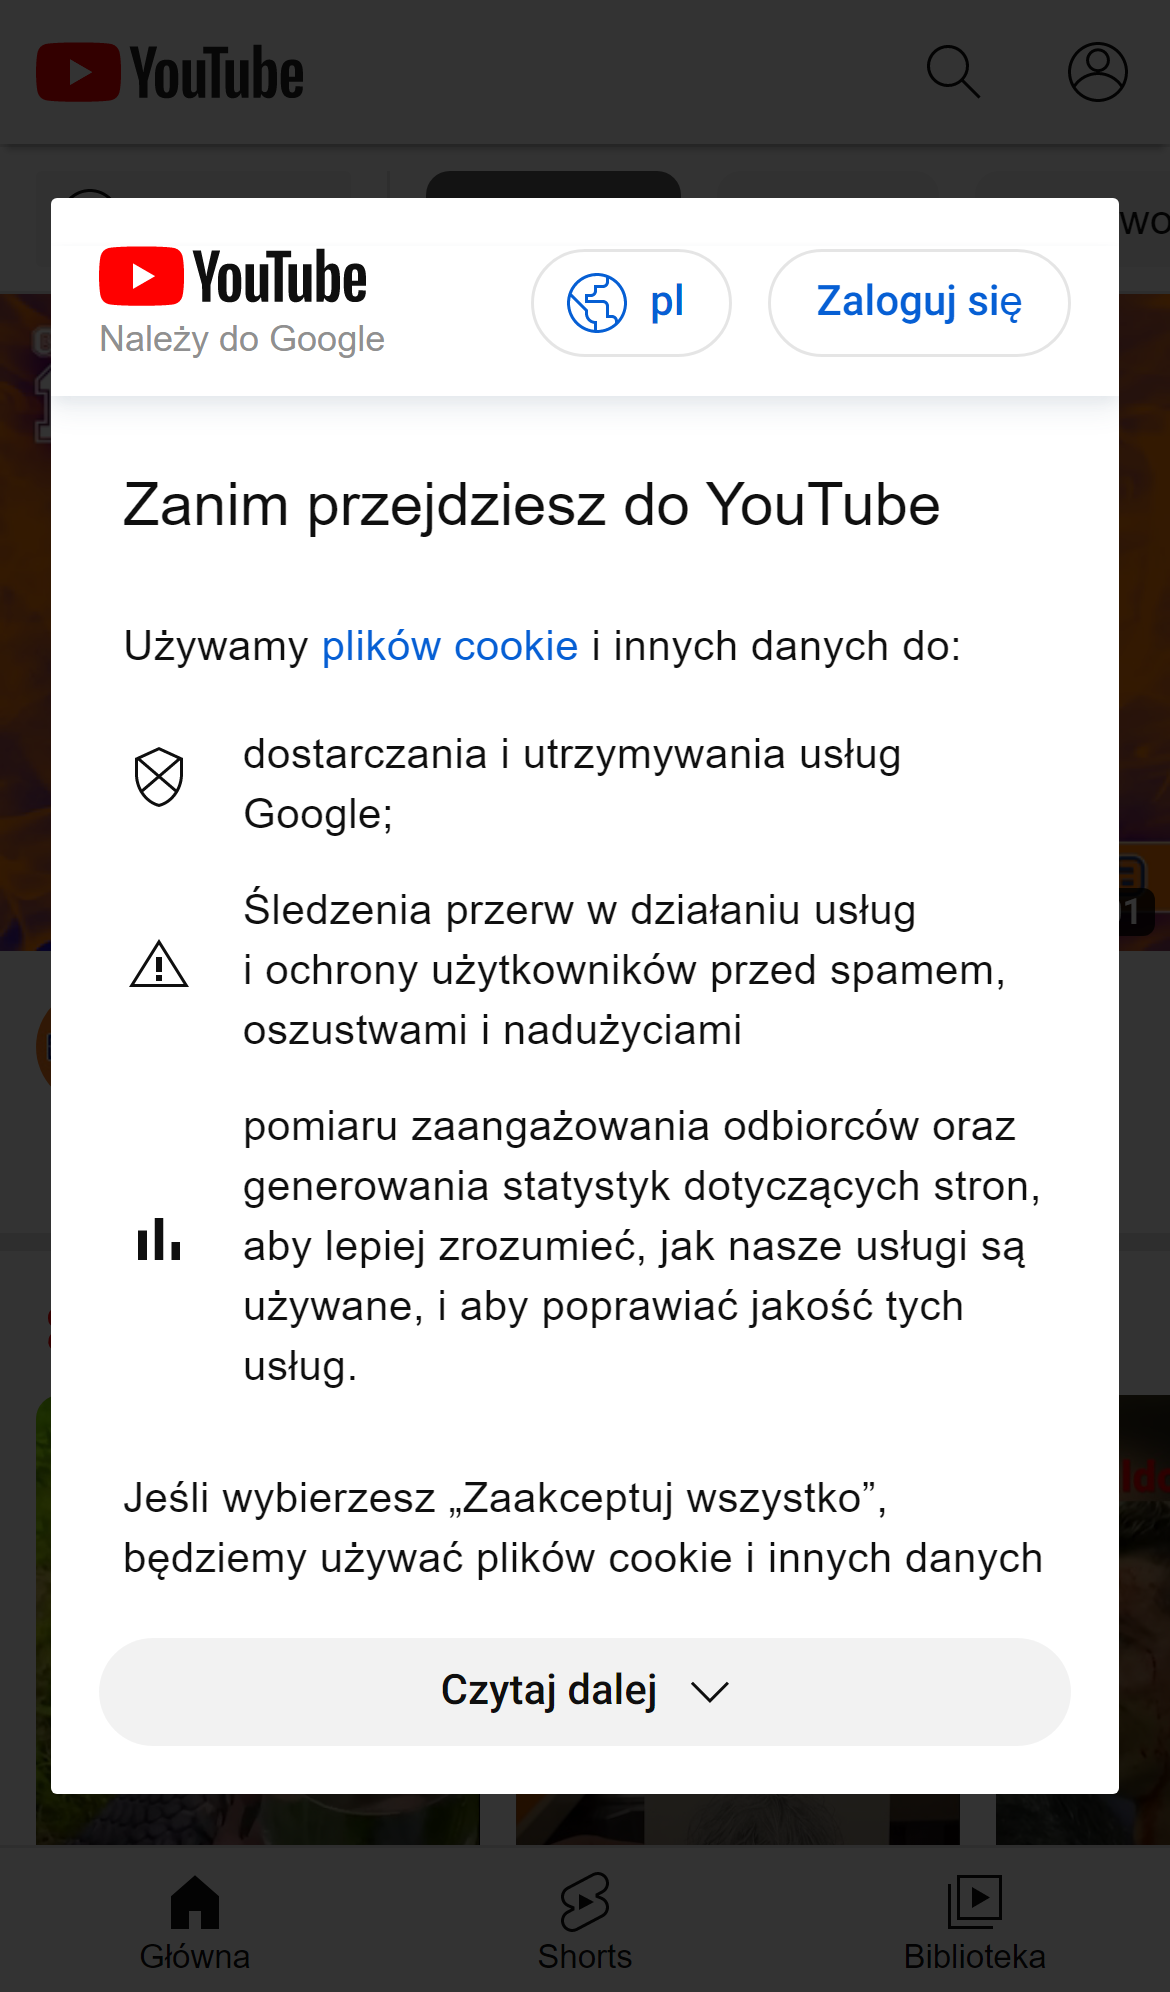 YouTube
wo
YouTube
Należy do Google
pl
Zaloguj się
Zanim przejdziesz do YouTube
Używamy plików cookie i innych danych do:
dostarczania i utrzymywania usług
Google;
Śledzenia przerw w działaniu usług
i ochrony użytkowników przed spamem,
oszustwami i nadużyciami
pomiaru zaangażowania odbiorców oraz
generowania statystyk dotyczących stron,
aby lepiej zrozumieć, jak nasze usługi są
używane, i aby poprawiać jakość tych
usług.
Jeśli wybierzesz „Zaakceptuj wszystko”,
będziemy używać plików cookie i innych danych
Czytaj dalej
Główna
Shorts
Biblioteka